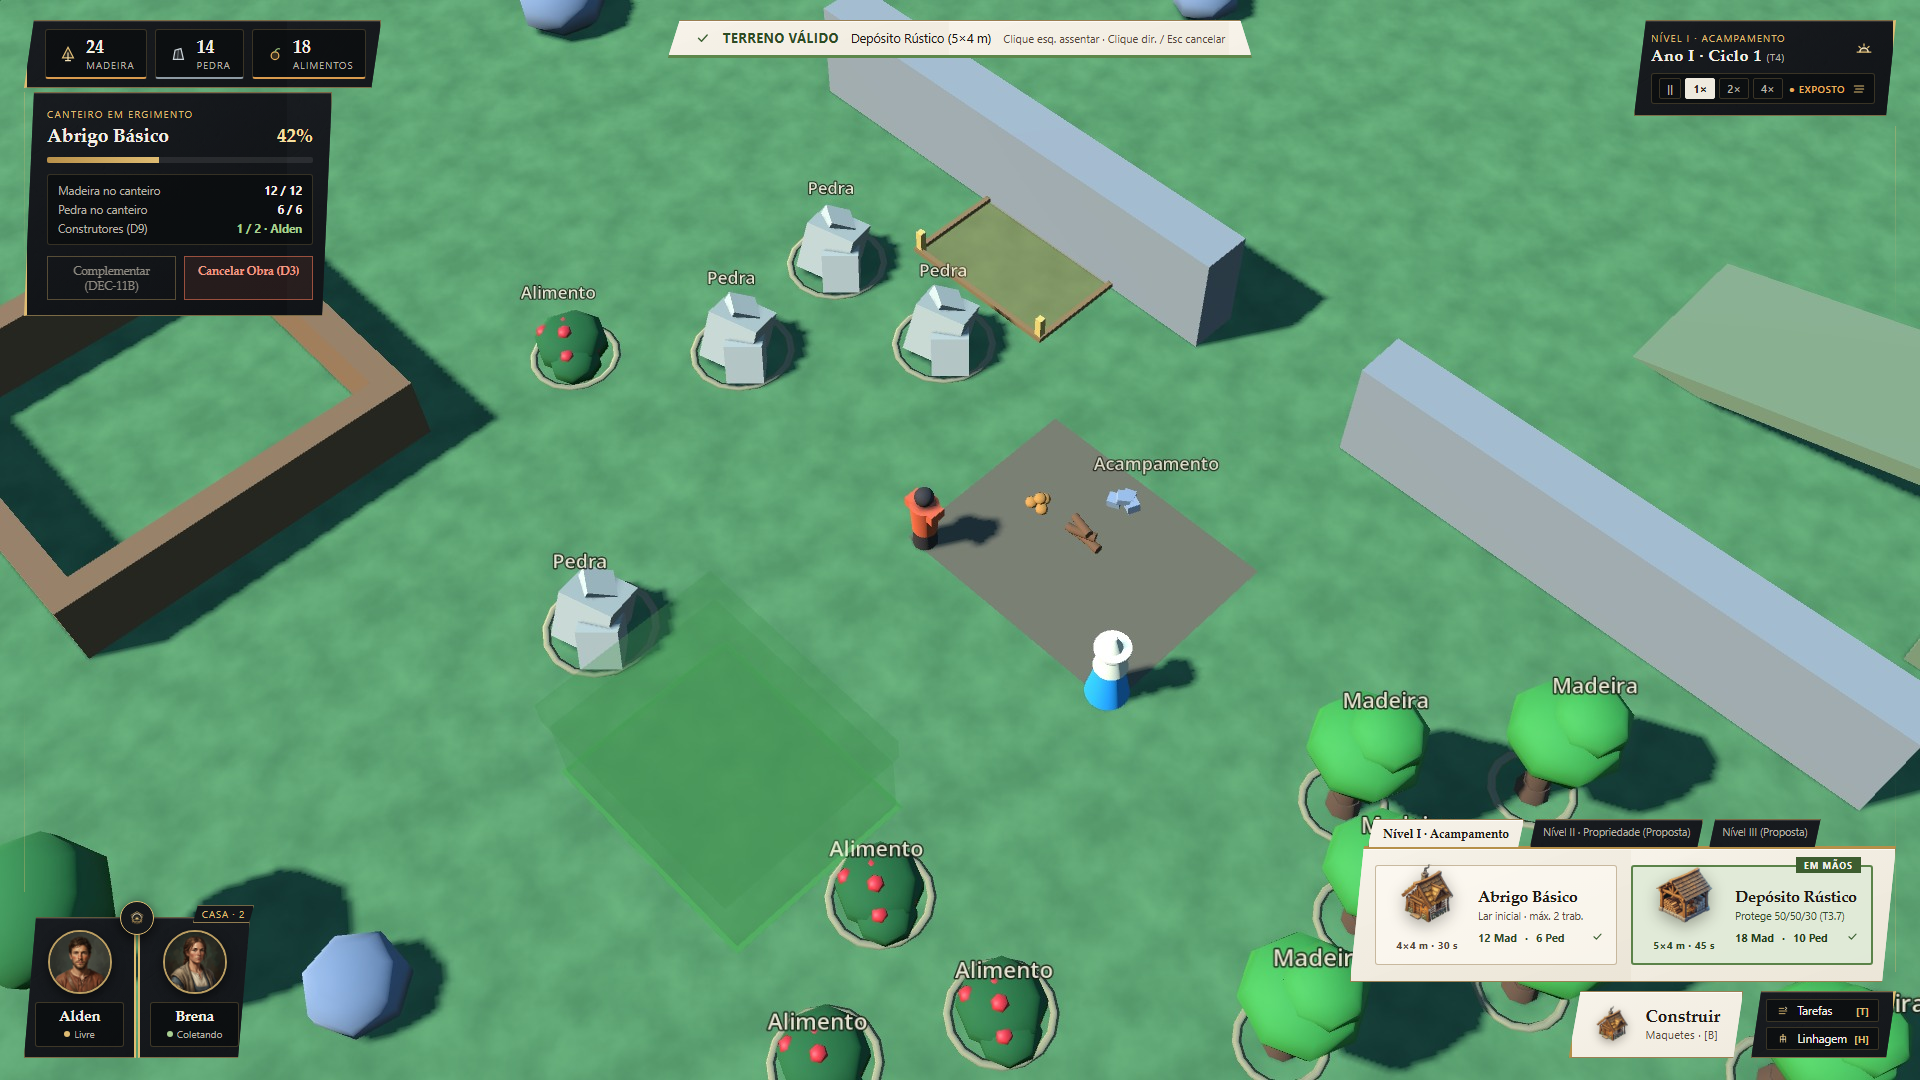 24
MADEIRA
14
PEDRA
18
ALIMENTOS
TERRENO VÁLIDO Depósito Rústico (5×4 m) Clique esq. assentar · Clique dir. / Esc cancelar
NÍVEL I · ACAMPAMENTO
Ano I · Ciclo 1 (T4)
1× 2× 4× • EXPOSTO
CANTEIRO EM ERGIMENTO
Abrigo Básico 42%
Madeira no canteiro 12 / 12
Pedra no canteiro 6 / 6
Construtores (D9) 1 / 2 · Alden
Complementar
(DEC-11B)
Cancelar Obra (D3)
Pedra
Pedra
Pedra
Alimento
Acampamento
Pedra
Madeira
Madeira
Alimento
Alimento
Alimento
Nível I · Acampamento
Nível II · Propriedade (Proposta)
Nível III (Proposta)
EM MÃOS
Abrigo Básico
Lar inicial · máx. 2 trab.
12 Mad · 6 Ped
4×4 m · 30 s
Depósito Rústico
Protege 50/50/30 (T3.7)
18 Mad · 10 Ped
5×4 m · 45 s
Madeir
CASA · 2
Alden
• Livre
Brena
• Coletando
Construir
Maquetes · [B]
Tarefas [T]
Linhagem [H]